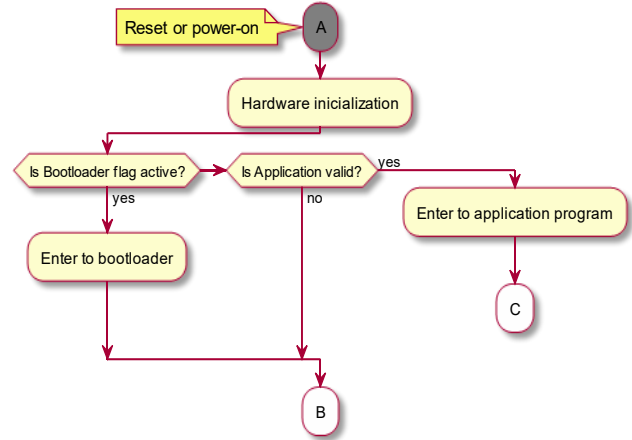 Reset or power-on
A
Hardware inicialization
Is Bootloader flag active?
Is Application valid?
yes
yes
no
Enter to application program
Enter to bootloader
C
B